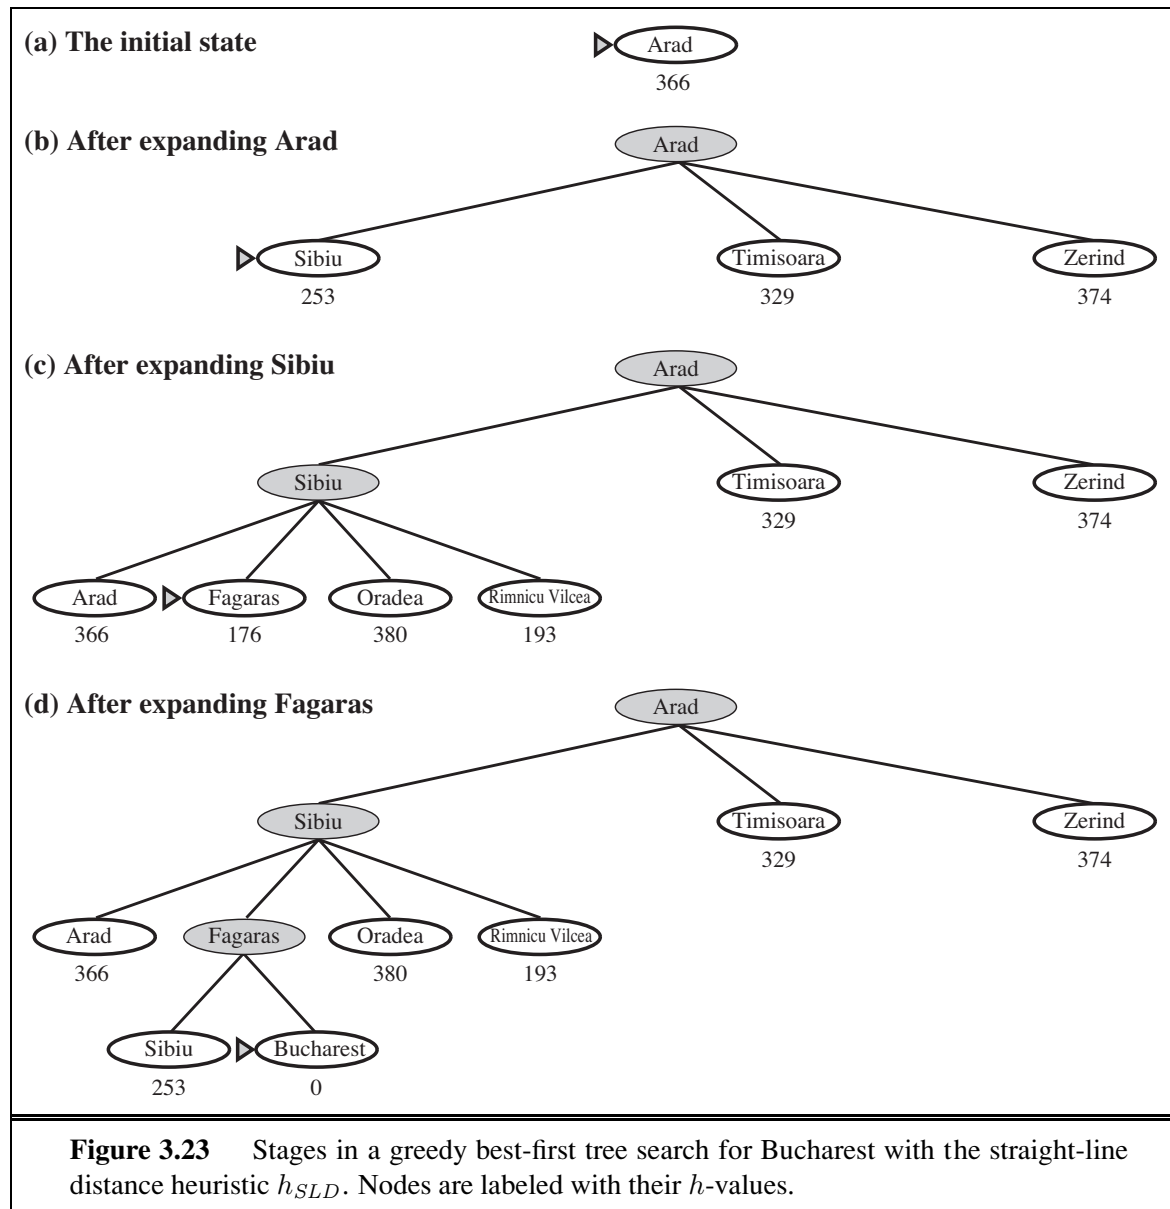 (a) The initial state
Arad
366
(b) After expanding Arad
Arad
Sibiu
Timisoara
Zerind
253
329
374
(c) After expanding Sibiu
Arad
Sibiu
Timisoara
Zerind
329
374
Arad
Fagaras
Oradea
Rimnicu Vilcea
366
176
380
193
(d) After expanding Fagaras
Arad
Sibiu
Timisoara
Zerind
329
374
Arad
Fagaras
Oradea
Rimnicu Vilcea
366
380
193
Sibiu
Bucharest
253
0
Figure 3.23 Stages in a greedy best-first tree search for Bucharest with the straight-line
distance heuristic hSLD. Nodes are labeled with their h-values.